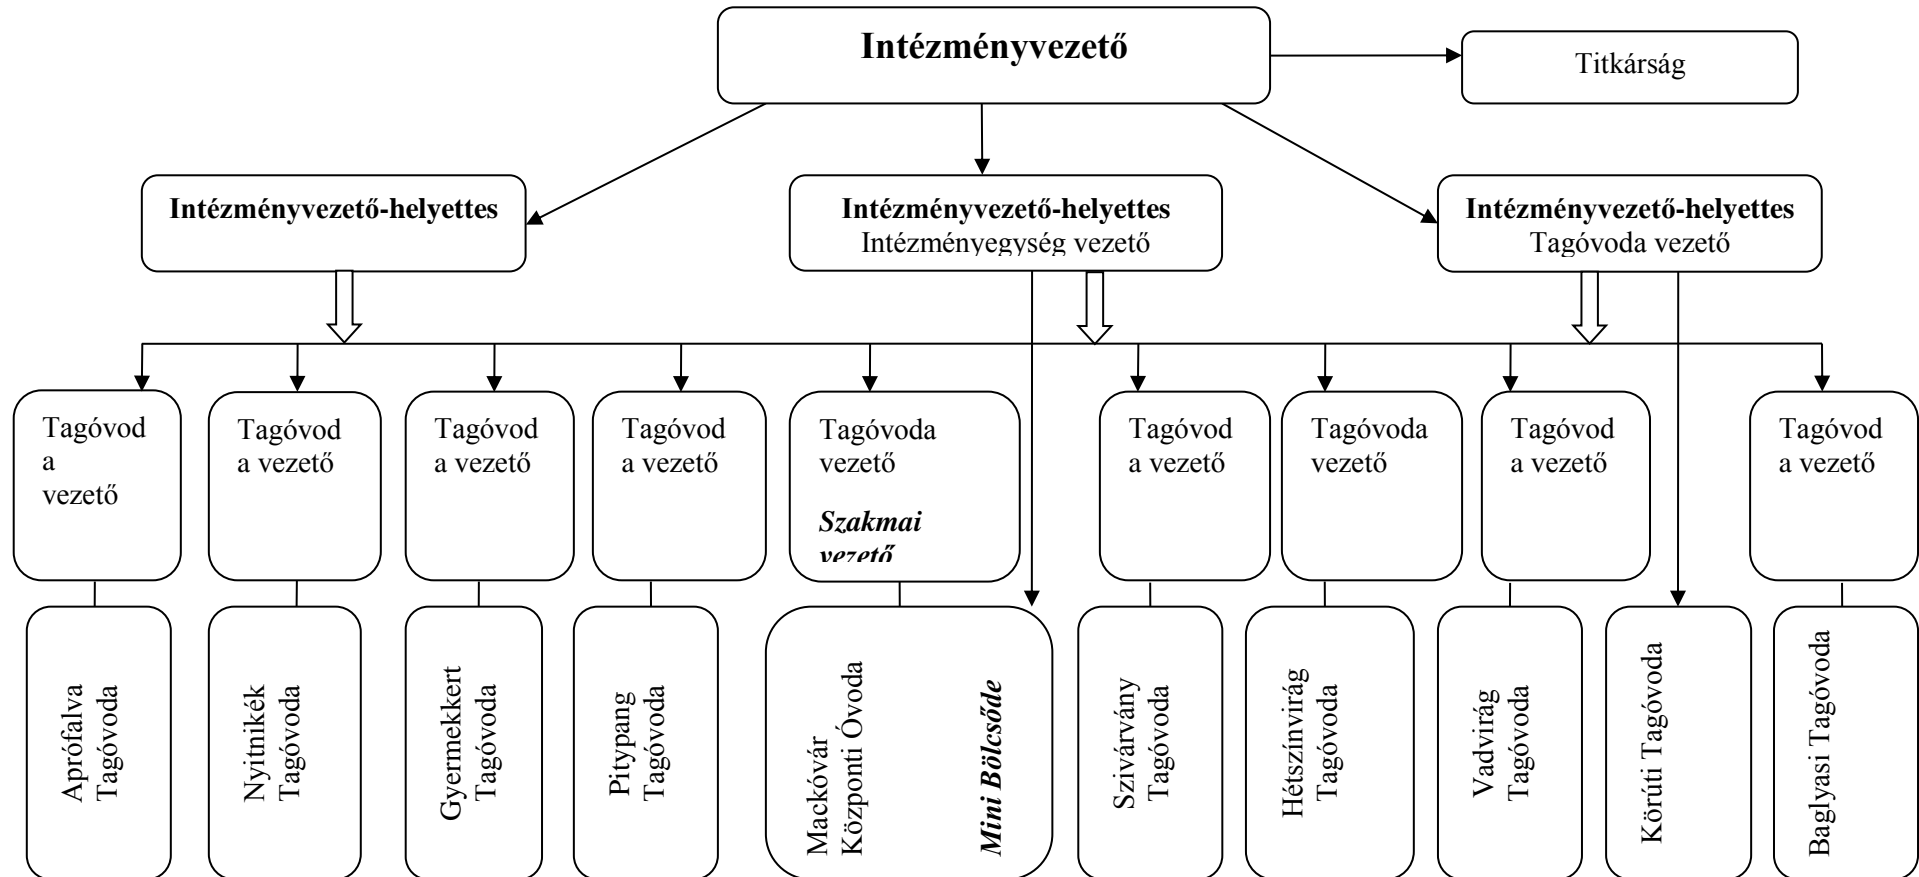 Intézményvezető
Titkárság
Intézményvezető-helyettes
Intézményvezető-helyettes
Intézményegység vezető
Intézményvezető-helyettes
Tagóvoda vezető
Tagóvod
a
vezető
Tagóvod
a vezető
Tagóvod
a vezető
Tagóvod
a vezető
Tagóvoda
vezető
Szakmai
vezető
Tagóvod
a vezető
Tagóvoda
vezető
Tagóvod
a vezető
Tagóvod
a vezető
Aprófalva
Tagóvoda
Nyitnikék
Tagóvoda
Gyermekkert
Tagóvoda
Pitypang
Tagóvoda
Mackóvár
Központi Óvoda
Mini Bölcsőde
Szivárvány
Tagóvoda
Hétszínvirág
Tagóvoda
Vadvirág
Tagóvoda
Körúti Tagóvoda
Baglyasi Tagóvoda